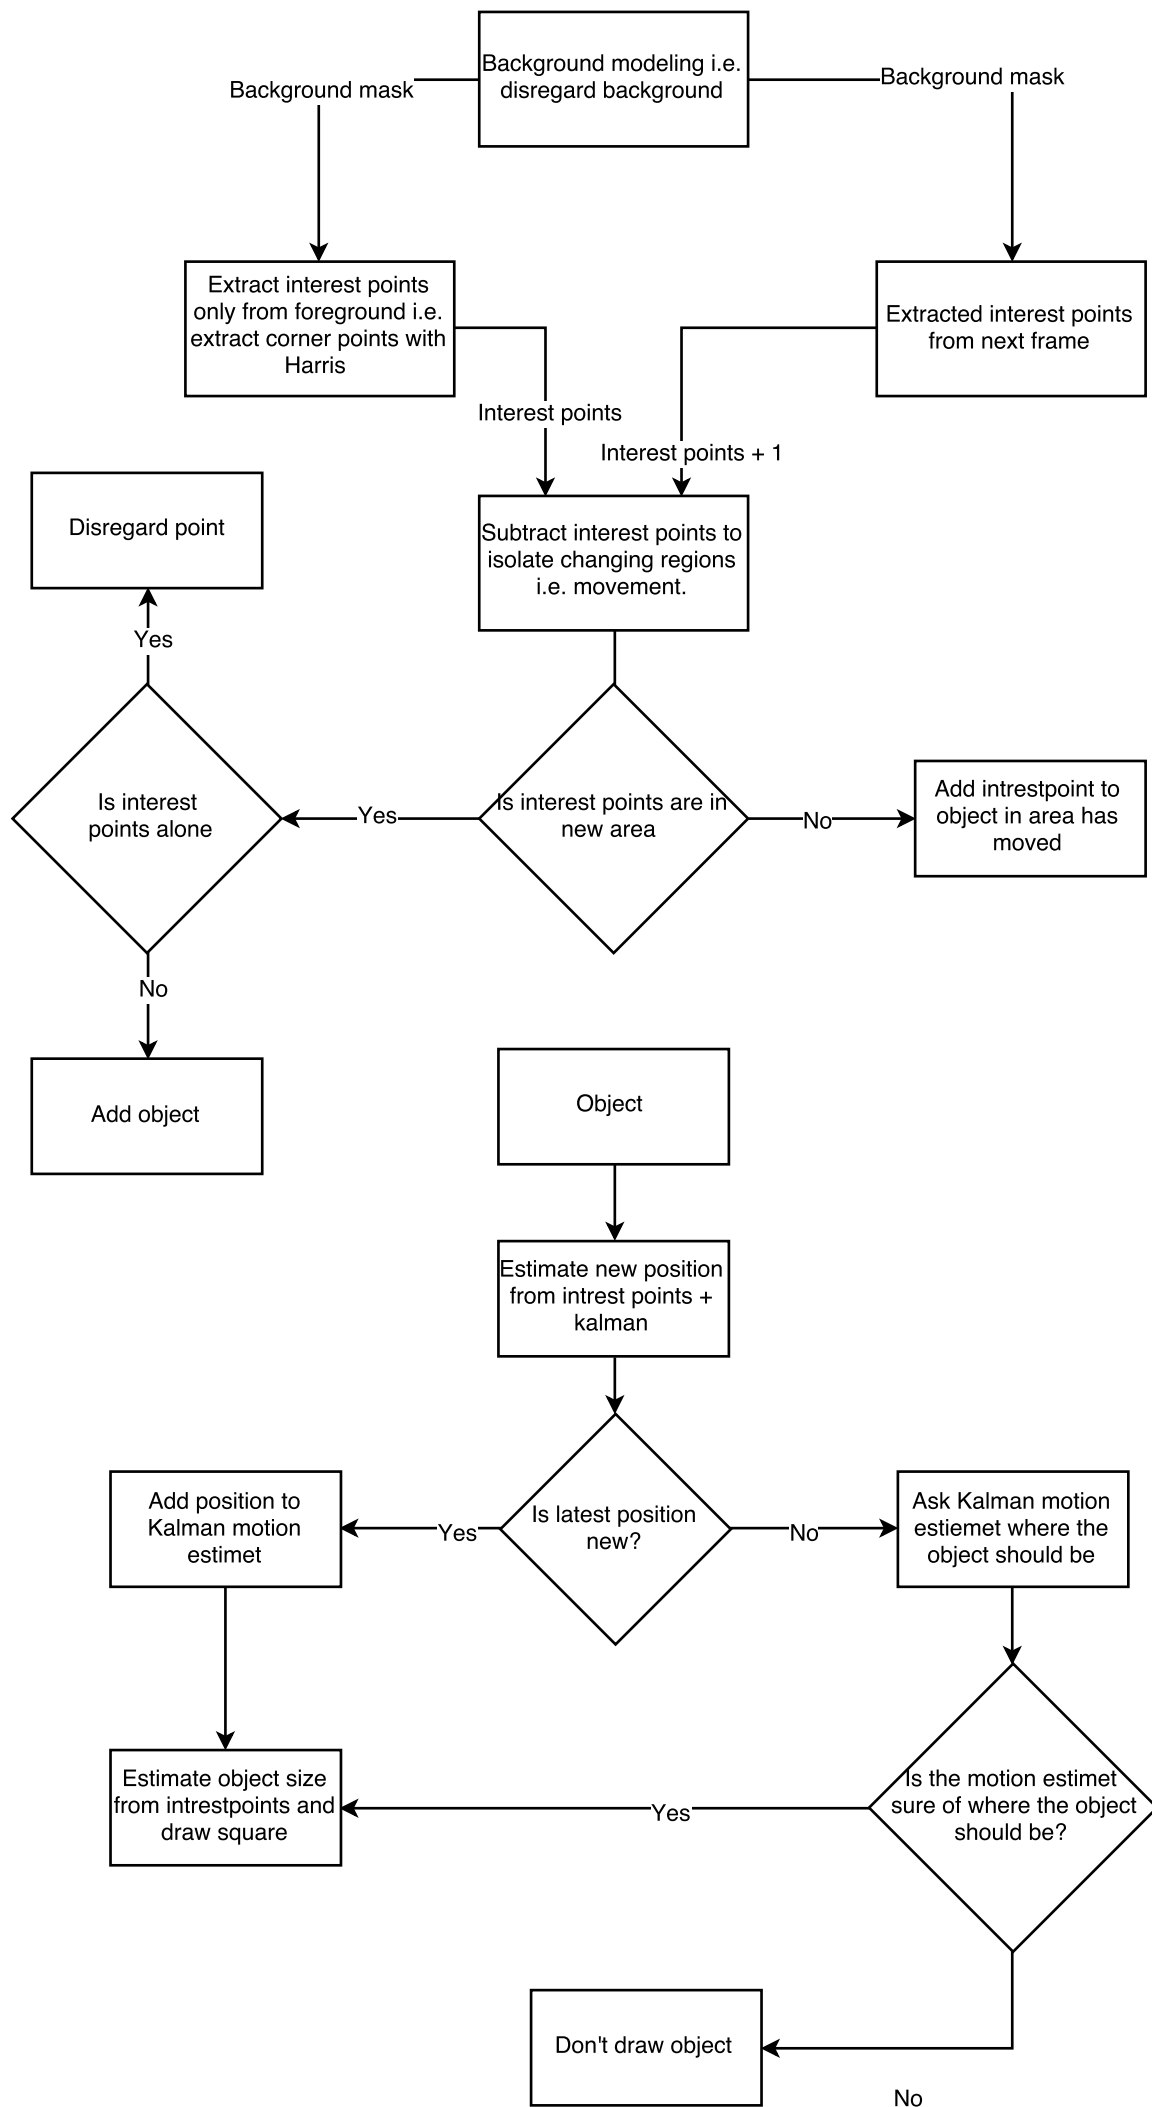 Background modeling i.e.
disregard background
Background mask
Background mask
Extract interest points
only from foreground i.e.
extract corner points with
Harris
Extracted interest points
from next frame
Interest points
Interest points + 1
Disregard point
Subtract interest points to
isolate changing regions
i.e. movement.
Yes
Is interest
points alone
Yes
Is interest points are in
new area
No
Add intrestpoint to
object in area has
moved
No
Add object
Object
Estimate new position
from intrest points +
kalman
Add position to
Kalman motion
estimet
Yes
Is latest position
new?
No
Ask Kalman motion
estiemet where the
object should be
Estimate object size
from intrestpoints and
draw square
Yes
Is the motion estimet
sure of where the object
should be?
Don't draw object
No